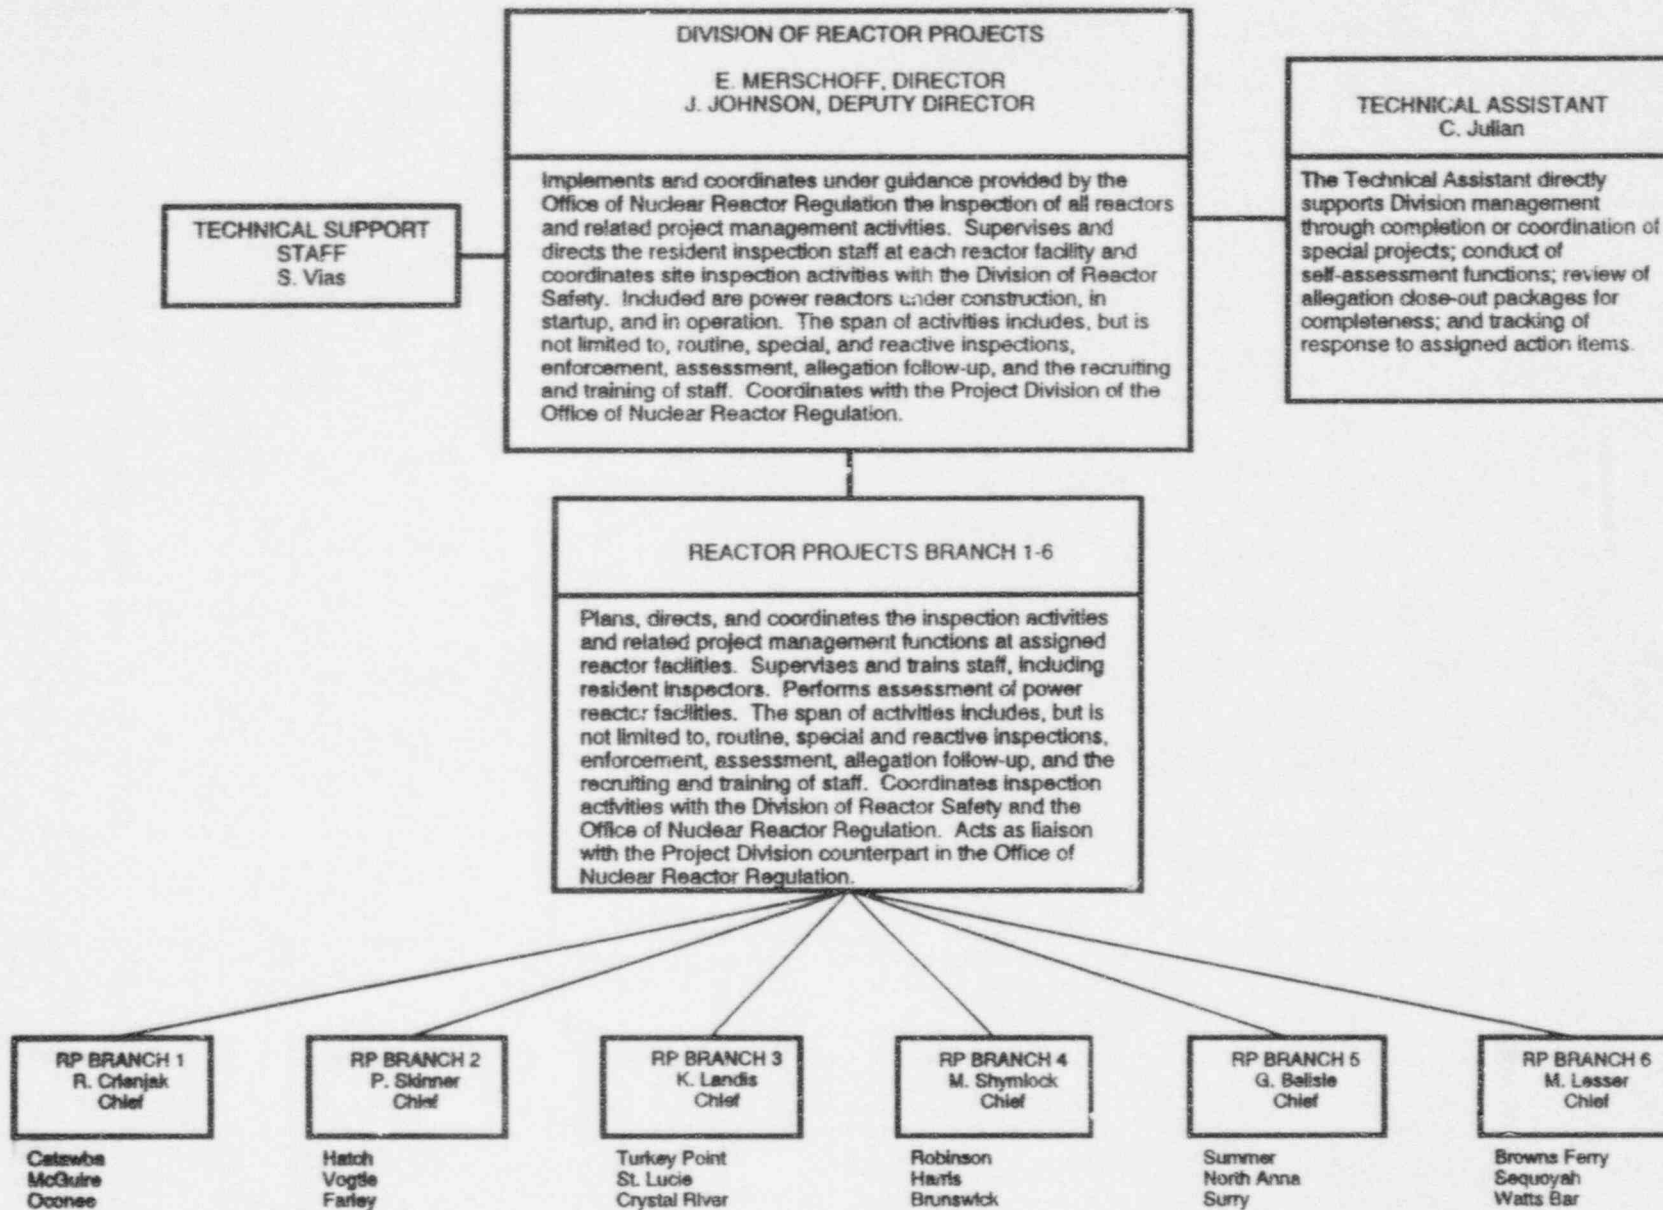 DIVISION OF REACTOR PROJECTS
E. MERSCHOFF, DIRECTOR
J. JOHNSON, DEPUTY DIRECTOR
Implements and coordinates under guidance provided by the
Office of Nuclear Reactor Regulation the inspection of all reactors
and related project management activities. Supervises and
directs the resident inspection staff at each reactor facility and
coordinates site inspection activities with the Division of Reactor
Safety. Included are power reactors under construction, in
startup, and in operation. The span of activities includes, but is
not limited to, routine, special, and reactive inspections,
enforcement, assessment, allegation follow-up, and the recruiting
and training of staff. Coordinates with the Project Division of the
Office of Nuclear Reactor Regulation.
TECHNICAL SUPPORT
STAFF
S. Vias
TECHNICAL ASSISTANT
C. Julian
The Technical Assistant directly
supports Division management
through completion or coordination of
special projects; conduct of
self-assessment functions; review of
allegation close-out packages for
completeness; and tracking of
response to assigned action items.
REACTOR PROJECTS BRANCH 1-6
Plans, directs, and coordinates the inspection activities
and related project management functions at assigned
reactor facilities. Supervises and trains staff, including
resident inspectors. Performs assessment of power
reactor facilities. The span of activities includes, but is
not limited to, routine, special and reactive inspections,
enforcement, assessment, allegation follow-up, and the
recruiting and training of staff. Coordinates inspection
activities with the Division of Reactor Safety and the
Office of Nuclear Reactor Regulation. Acts as liaison
with the Project Division counterpart in the Office of
Nuclear Reactor Regulation.
RP BRANCH 1
R. Crlenjak
Chief
Catawba
McGuire
Oconee
RP BRANCH 2
P. Skinner
Chief
Hatch
Vogtle
Farley
RP BRANCH 3
K. Landis
Chief
Turkey Point
St. Lucie
Crystal River
RP BRANCH 4
M. Shymlock
Chief
Robinson
Harris
Brunswick
RP BRANCH 5
G. Belisle
Chief
Summer
North Anna
Surry
RP BRANCH 6
M. Lesser
Chief
Browns Ferry
Sequoyah
Watts Bar